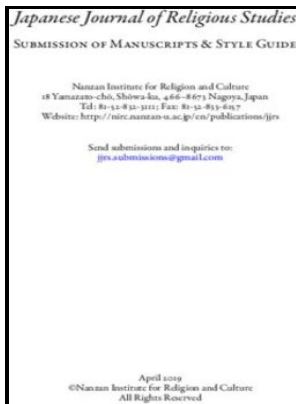 Japanese Journal of Religious Studies
Submission of Manuscripts & Style Guide
Nanzan Institute for Religion and Culture
18 Yamazato-chō, Shōwa-ku, 466–8673 Nagoya, Japan
Tel: 81-52-832-3111; Fax: 81-52-833-6157
Website: http://nirc.nanzan-u.ac.jp/en/publications/jjrs
Send submissions and inquiries to:
jjrs.submissions@gmail.com
April 2019
©Nanzan Institute for Religion and Culture
All Rights Reserved